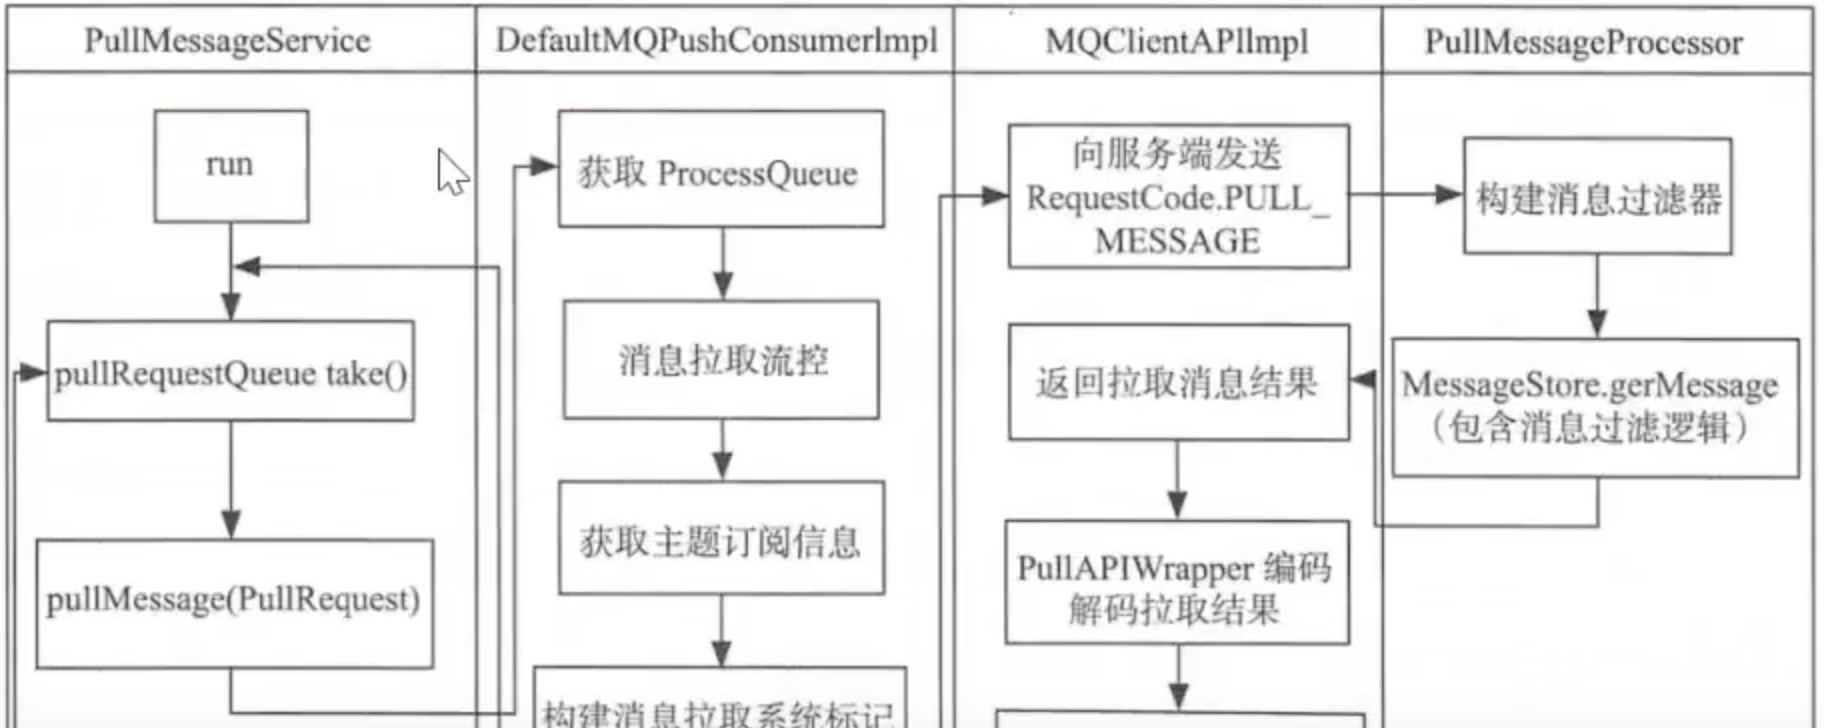 PullMessageService
DefaultMQPushConsumerImpl
MQClientAPIImpl
PullMessageProcessor
run
pullRequestQueue take()
pullMessage(PullRequest)
获取 ProcessQueue
消息拉取流控
获取主题订阅信息
构建消息拉取系统标记
向服务端发送
RequestCode.PULL_
MESSAGE
返回拉取消息结果
PullAPIWrapper 编码
解码拉取结果
构建消息过滤器
MessageStore.gerMessage
（包含消息过滤逻辑）